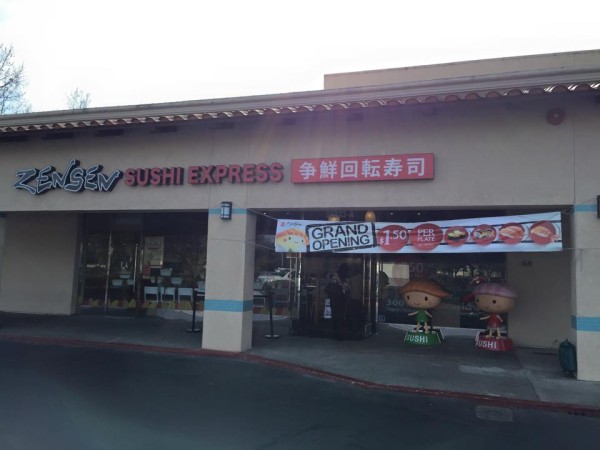 ZENSEN SUSHI EXPRESS 争鮮回転寿司
GRAND OPENING
$1.50 PER PLATE
SUSHI
SUSHI